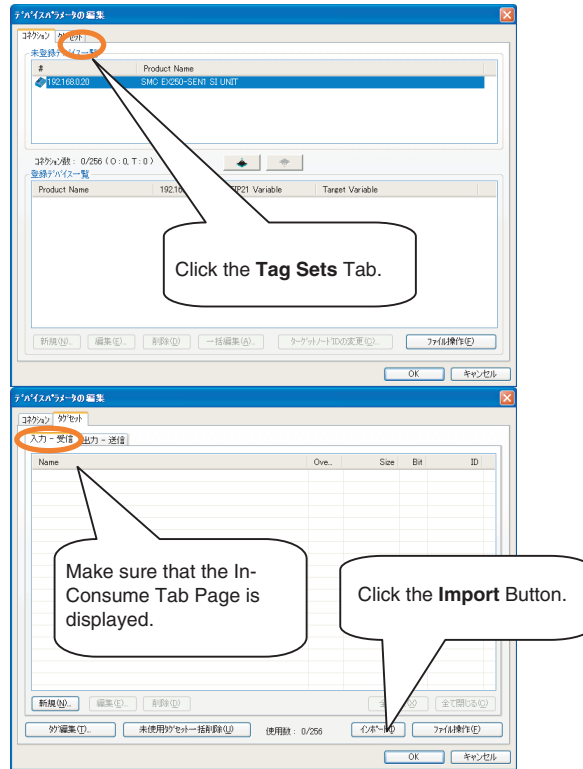 デバイスパラメータの編集
コネクション タグセット
未登録デバイス一覧
# Product Name
192.168.0.20 SMC EX250-SEN1 SI UNIT
コネクション数 : 0/256 ( O : 0, T : 0 )
登録デバイス一覧
Product Name 192.16 Variable Target Variable
Click the Tag Sets Tab.
新規(N)... 編集(E)... 削除(D) 一括編集(A)... ターゲットノードIDの変更(C)... ファイル操作(F)
OK キャンセル
デバイスパラメータの編集
コネクション タグセット
入力 - 受信 出力 - 送信
Name Ove... Size Bit ID
Make sure that the In-
Consume Tab Page is
displayed.
Click the Import Button.
新規(N)... 編集(E)... 削除(D) 全て閉じる(C)
タグ編集(T)... 未使用タグセット一括削除(U) 使用数 : 0/256 インポート(I) ファイル操作(F)
OK キャンセル